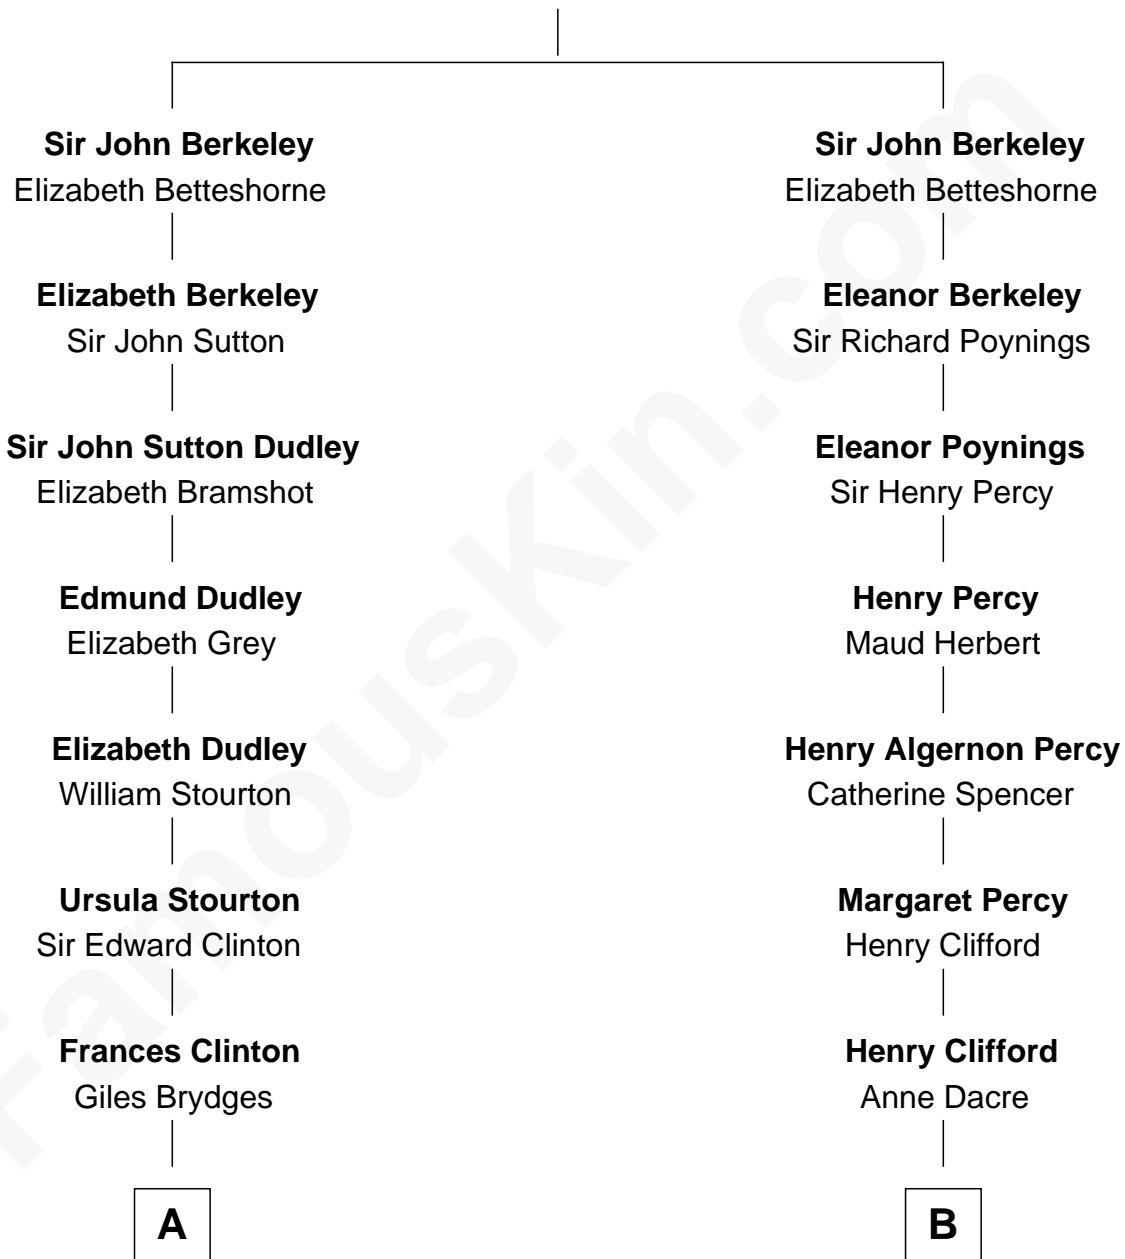 Sir John Berkeley
Elizabeth Betteshorne
Elizabeth Berkeley
Sir John Sutton
Sir John Sutton Dudley
Elizabeth Bramshot
Edmund Dudley
Elizabeth Grey
Elizabeth Dudley
William Stourton
Ursula Stourton
Sir Edward Clinton
Frances Clinton
Giles Brydges
A
Sir John Berkeley
Elizabeth Betteshorne
Eleanor Berkeley
Sir Richard Poynings
Eleanor Poynings
Sir Henry Percy
Henry Percy
Maud Herbert
Henry Algernon Percy
Catherine Spencer
Margaret Percy
Henry Clifford
Henry Clifford
Anne Dacre
B
FamousKin.com